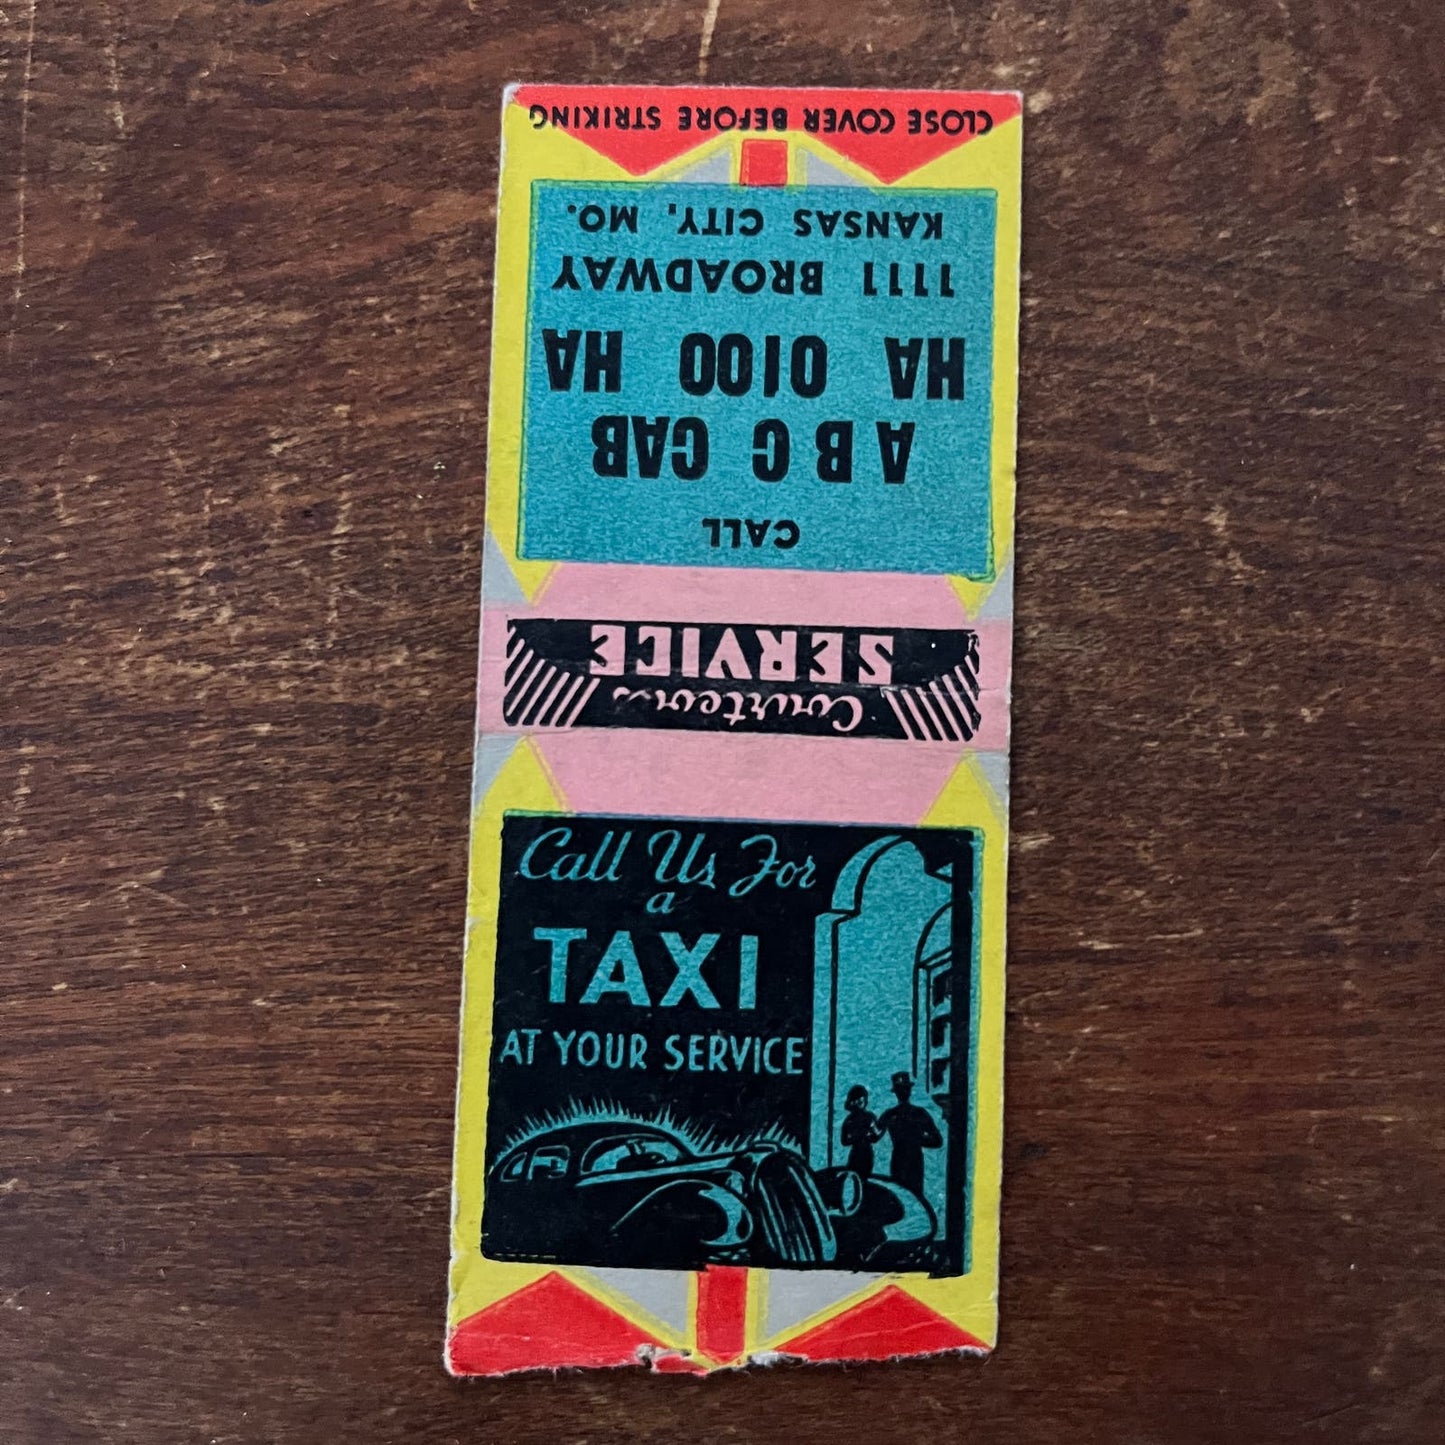 CLOSE COVER BEFORE STRIKING
KANSAS CITY, MO.
1111 BROADWAY
HA 0100 HA
ABC CAB
CALL
SERVICE
Courteous
Call Us For
a
TAXI
AT YOUR SERVICE